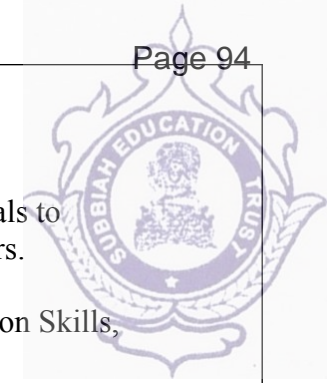 Page 94
SUBBIAH EDUCATION TRUST
als to
rs.
on Skills,